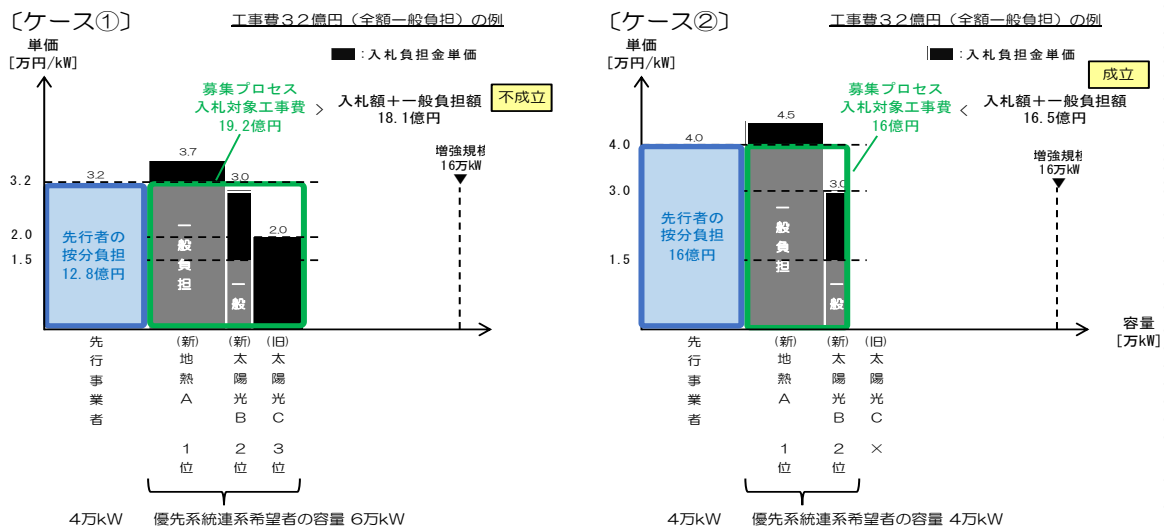 〔ケース①〕
工事費32億円（全額一般負担）の例
単価
[万円/kW]
：入札負担金単価
募集プロセス
入札対象工事費
19.2億円
>
入札額＋一般負担額
18.1億円
不成立
増強規模
16万kW
3.7
3.2
3.2
3.0
2.0
2.0
1.5
先行者の
按分負担
12.8億円
一般負担
一般
先行事業者
(新)地熱A
(新)太陽光B
(旧)太陽光C
1位
2位
3位
4万kW
優先系統連系希望者の容量 6万kW
〔ケース②〕
工事費32億円（全額一般負担）の例
単価
[万円/kW]
：入札負担金単価
成立
募集プロセス
入札対象工事費
16億円
<
入札額＋一般負担額
16.5億円
増強規模
16万kW
4.5
4.0
4.0
3.0
3.0
1.5
先行者の
按分負担
16億円
一般負担
一般
容量
[万kW]
先行事業者
(新)地熱A
(新)太陽光B
(旧)太陽光C
1位
2位
×
4万kW
優先系統連系希望者の容量 4万kW